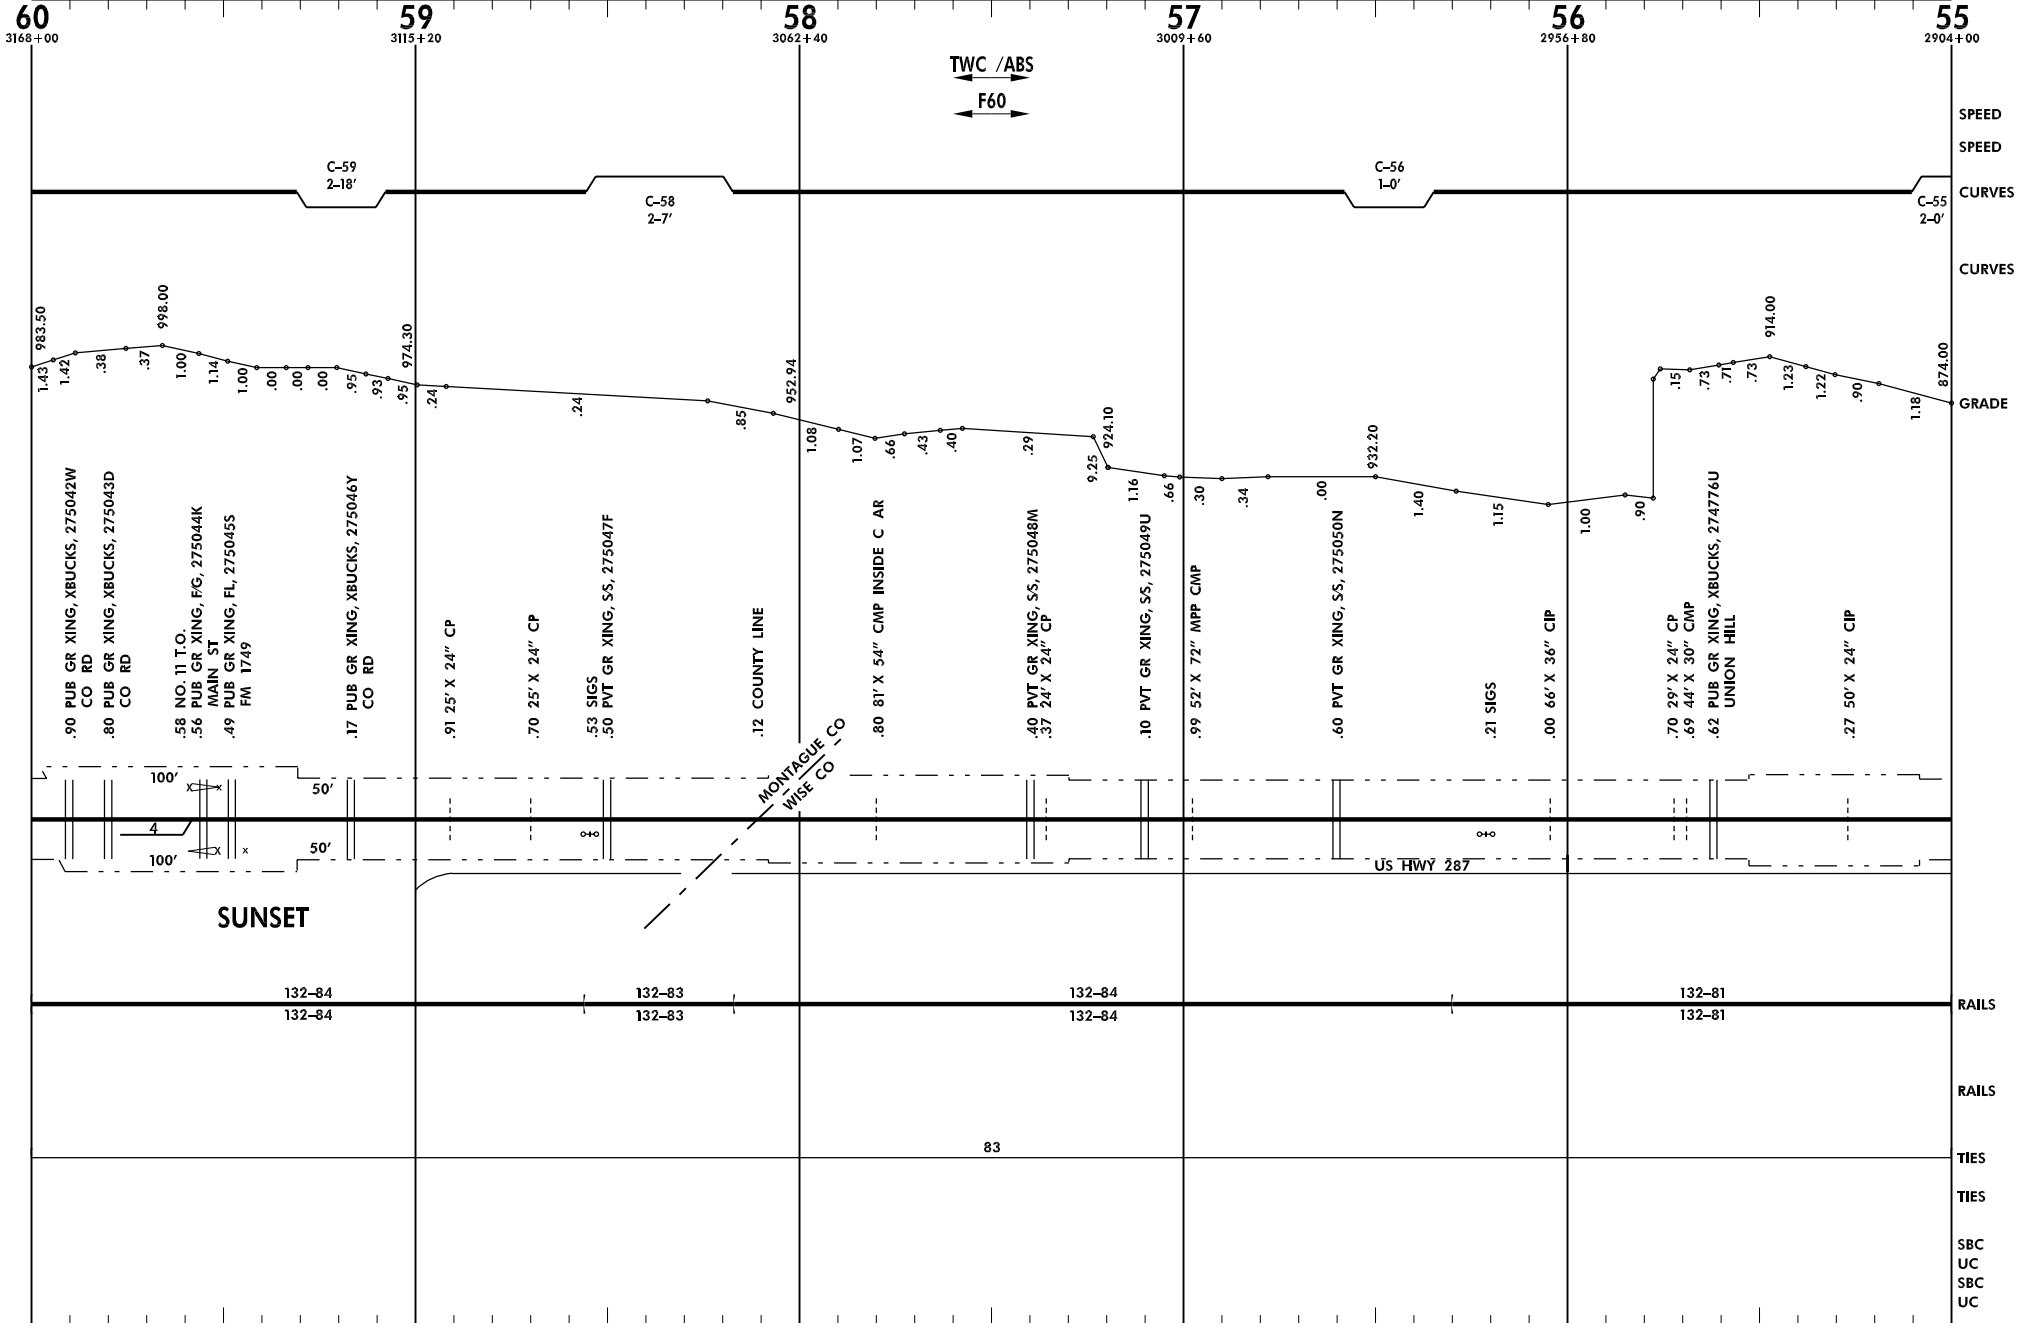 60 59 58 57 56 55
3168+00 3115+20 3062+40 3009+60 2956+80 2904+00
TWC /ABS
F60
SPEED
SPEED
C–59
2–18′
C–58
2–7′
C–56
1–0′
C–55
2–0′
CURVES
CURVES
983.50
998.00
974.30
952.94
924.10
932.20
914.00
874.00
1.43
1.42
.38
.37
1.00
1.14
1.00
.00
.00
.00
.95
.93
.95
.24
.24
.85
1.08
1.07
.66
.43
.40
.29
9.25
1.16
.66
.30
.34
.00
1.40
1.15
1.00
.90
.15
.73
.71
.73
1.23
1.22
.90
1.18
GRADE
.90 PUB GR XING, XBUCKS, 275042W
CO RD
.80 PUB GR XING, XBUCKS, 275043D
CO RD
.58 NO. 11 T.O.
.56 PUB GR XING, F/G, 275044K
MAIN ST
.49 PUB GR XING, FL, 275045S
FM 1749
.17 PUB GR XING, XBUCKS, 275046Y
CO RD
.91 25′ X 24″ CP
.70 25′ X 24″ CP
.53 SIGS
.50 PVT GR XING, S/S, 275047F
.12 COUNTY LINE
.80 81′ X 54″ CMP INSIDE C AR
.40 PVT GR XING, S/S, 275048M
.37 24′ X 24″ CP
.10 PVT GR XING, S/S, 275049U
.99 52′ X 72″ MPP CMP
.60 PVT GR XING, S/S, 275050N
.21 SIGS
.00 66′ X 36″ CIP
.70 29′ X 24″ CP
.69 44′ X 30″ CMP
.62 PUB GR XING, XBUCKS, 274776U
UNION HILL
.27 50′ X 24″ CIP
MONTAGUE CO
WISE CO
100′
50′
4
100′
50′
US HWY 287
SUNSET
132–84 132–83 132–84 132–81
132–84 132–83 132–84 132–81
RAILS
RAILS
83
TIES
TIES
SBC
UC
SBC
UC